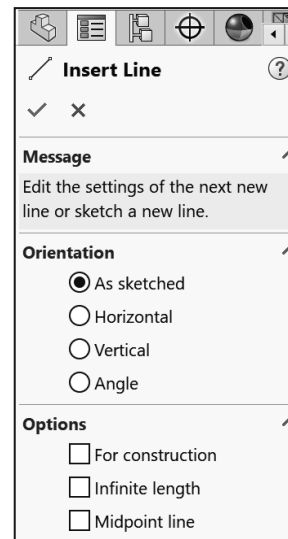 Insert Line
?
Message
Edit the settings of the next new
line or sketch a new line.
Orientation
As sketched
Horizontal
Vertical
Angle
Options
For construction
Infinite length
Midpoint line